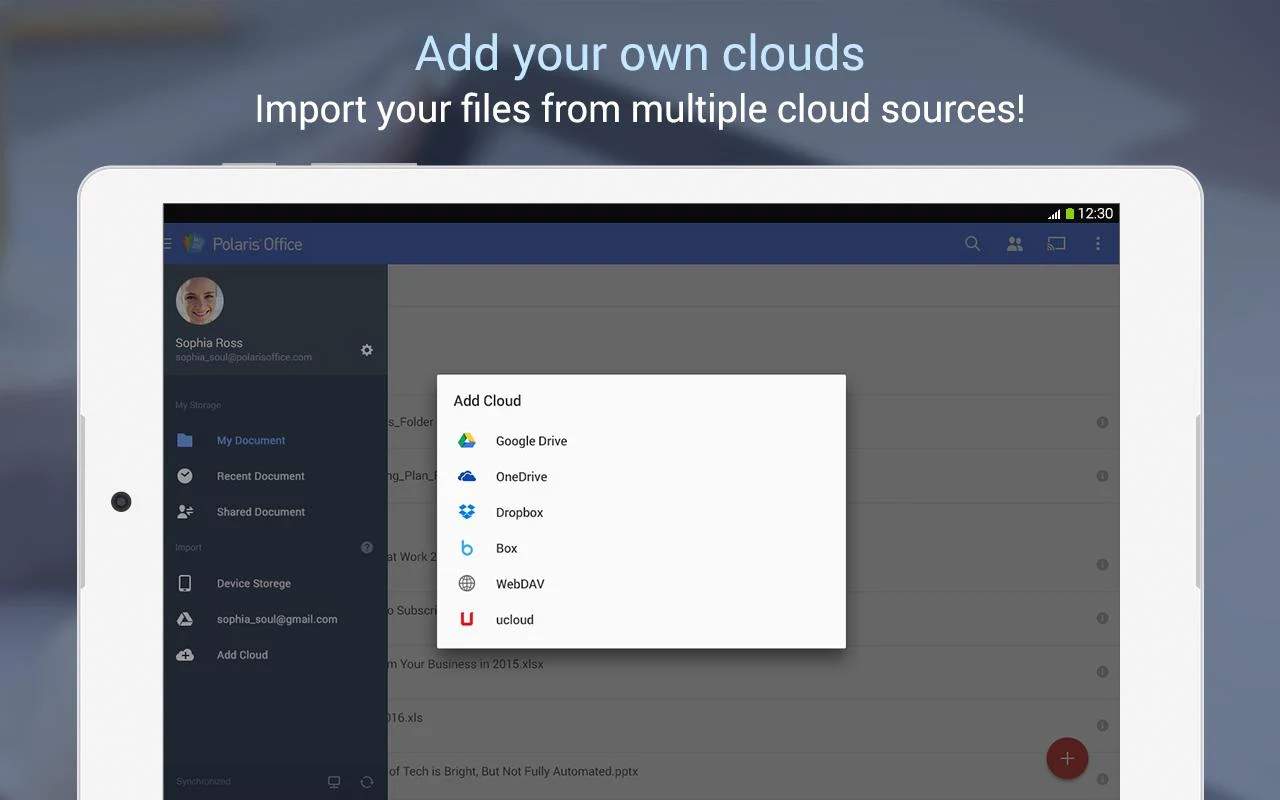 Add your own clouds
Import your files from multiple cloud sources!
12:30
Polaris Office
Sophia Ross
sophia_soul@polarisoffice.com
My Storage
My Document
Recent Document
Shared Document
Import
Device Storege
sophia_soul@gmail.com
Add Cloud
Synchronized
s_Folder
ng_Plan_
at Work 2
o Subscri
m Your Business in 2015.xlsx
016.xls
of Tech is Bright, But Not Fully Automated.pptx
Add Cloud
Google Drive
OneDrive
Dropbox
Box
WebDAV
ucloud